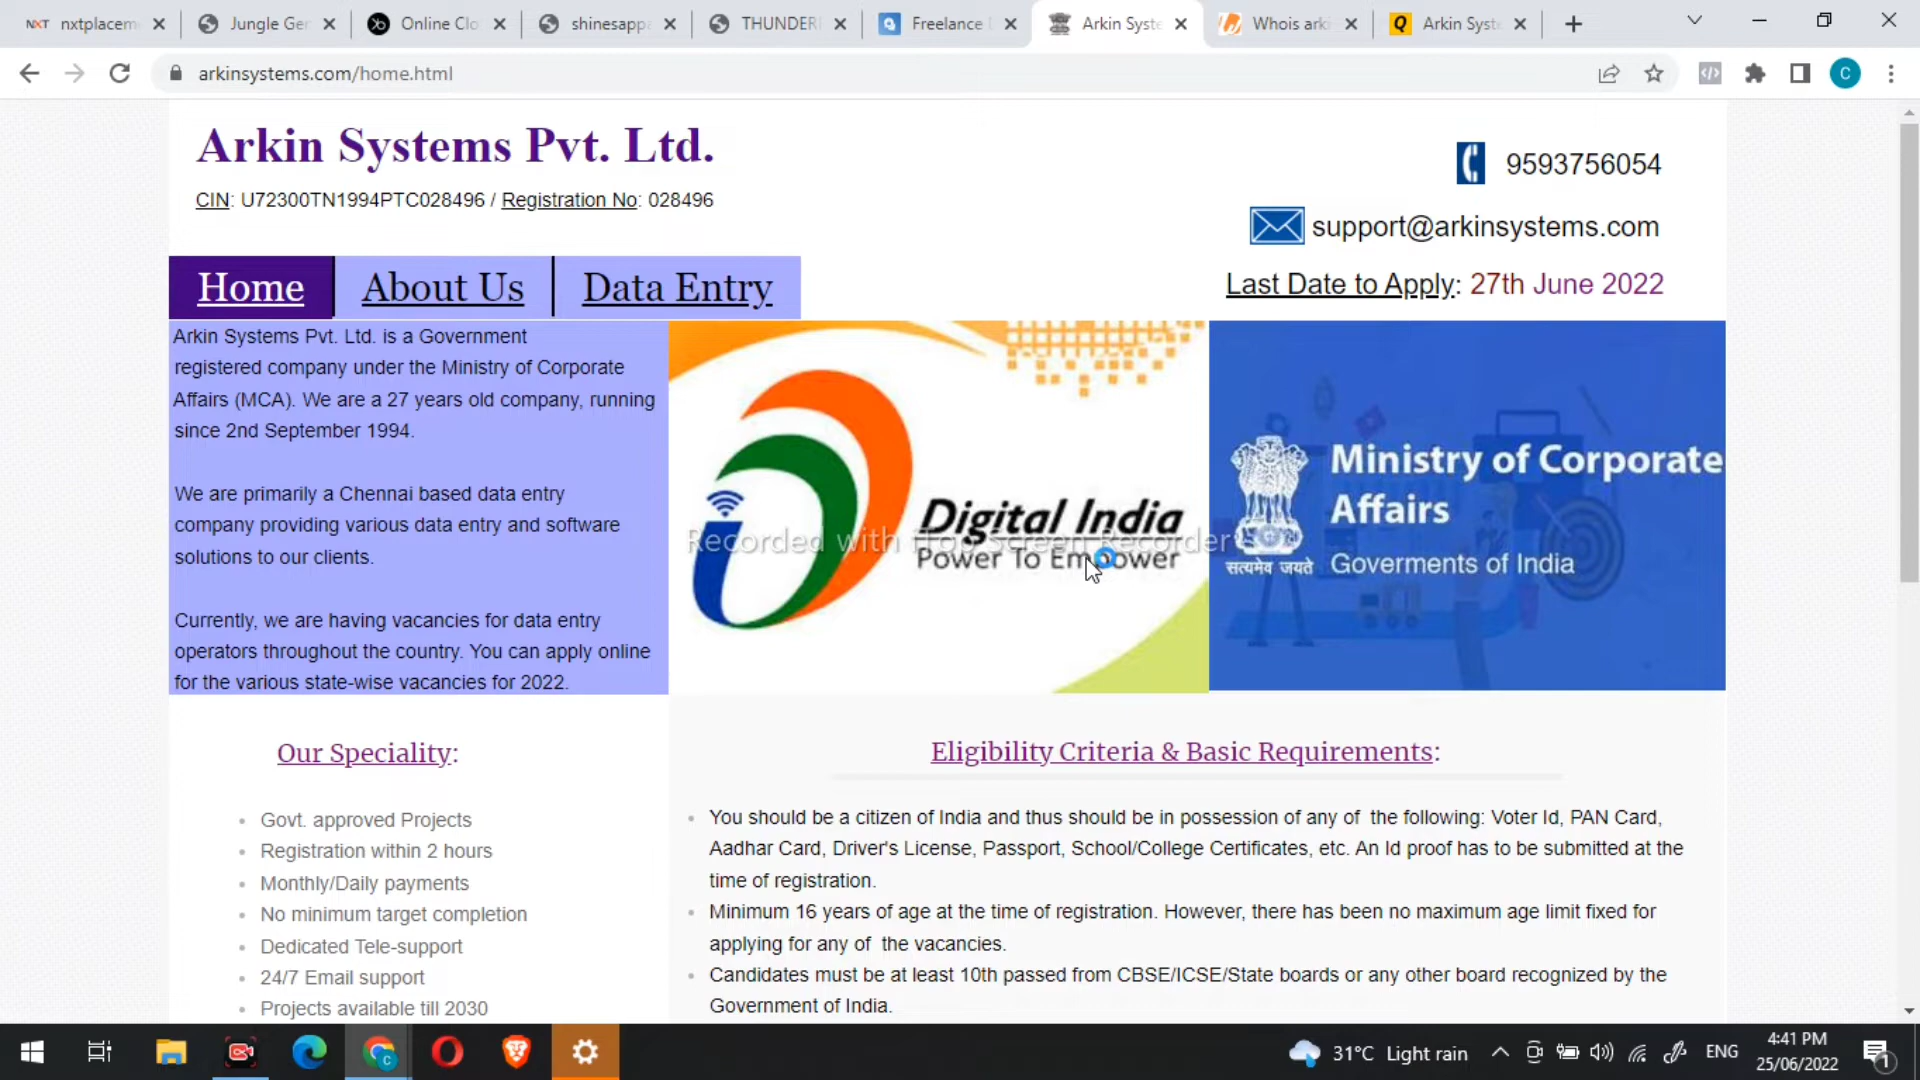 nxtplacem
Jungle Ger
Online Clo
shinesapp
THUNDER
Freelance
Arkin Syste
Whois arki
Arkin Syst
arkinsystems.com/home.html
C
Arkin Systems Pvt. Ltd.
CIN: U72300TN1994PTC028496 / Registration No: 028496
9593756054
support@arkinsystems.com
Last Date to Apply: 27th June 2022
Home
About Us
Data Entry
Arkin Systems Pvt. Ltd. is a Government
registered company under the Ministry of Corporate
Affairs (MCA). We are a 27 years old company, running
since 2nd September 1994.
We are primarily a Chennai based data entry
company providing various data entry and software
solutions to our clients.
Currently, we are having vacancies for data entry
operators throughout the country. You can apply online
for the various state-wise vacancies for 2022.
Digital India
Power To Empower
Recorded with iTop Screen Recorder
Ministry of Corporate
Affairs
Goverments of India
सत्यमेव जयते
Our Speciality:
Govt. approved Projects
Registration within 2 hours
Monthly/Daily payments
No minimum target completion
Dedicated Tele-support
24/7 Email support
Projects available till 2030
Eligibility Criteria & Basic Requirements:
You should be a citizen of India and thus should be in possession of any of the following: Voter Id, PAN Card,
Aadhar Card, Driver's License, Passport, School/College Certificates, etc. An Id proof has to be submitted at the
time of registration.
Minimum 16 years of age at the time of registration. However, there has been no maximum age limit fixed for
applying for any of the vacancies.
Candidates must be at least 10th passed from CBSE/ICSE/State boards or any other board recognized by the
Government of India.
31°C Light rain
ENG
4:41 PM
25/06/2022
1